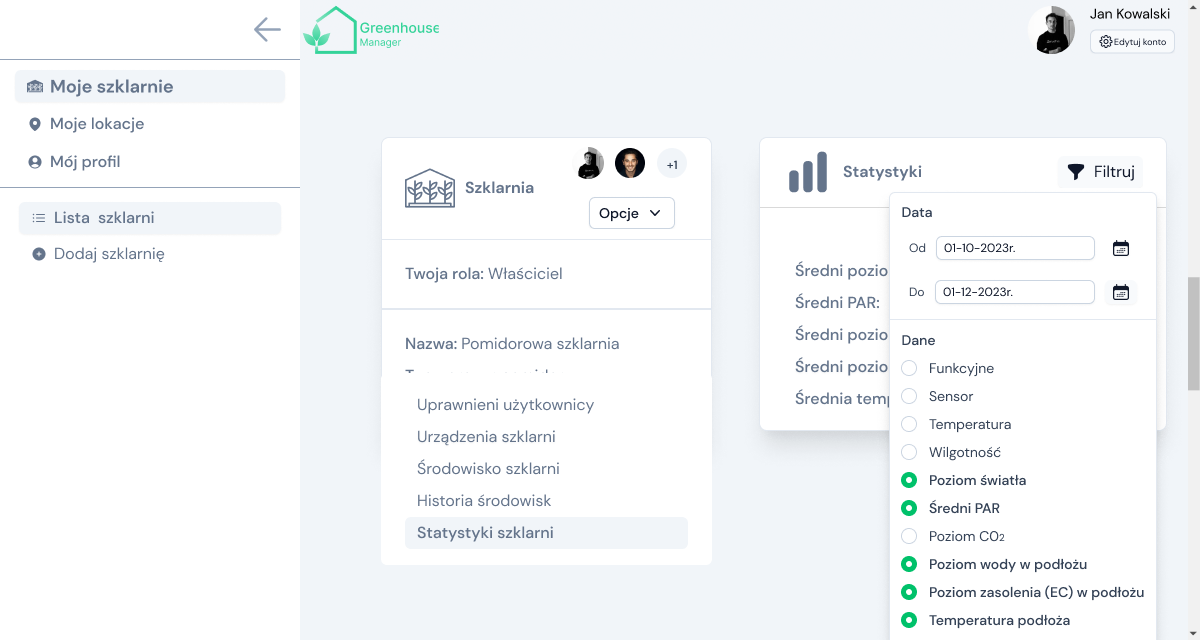 Greenhouse
Manager
Jan Kowalski
Edytuj konto
Moje szklarnie
Moje lokacje
Mój profil
Lista szklarni
Dodaj szklarnię
Szklarnia
+1
Opcje
Twoja rola: Właściciel
Nazwa: Pomidorowa szklarnia
Uprawnieni użytkownicy
Urządzenia szklarni
Środowisko szklarni
Historia środowisk
Statystyki szklarni
Statystyki
Filtruj
Średni pozio
Średni PAR:
Średni pozio
Średni pozio
Średnia temp
Data
Od 01-10-2023r.
Do 01-12-2023r.
Dane
Funkcyjne
Sensor
Temperatura
Wilgotność
Poziom światła
Średni PAR
Poziom CO2
Poziom wody w podłożu
Poziom zasolenia (EC) w podłożu
Temperatura podłoża